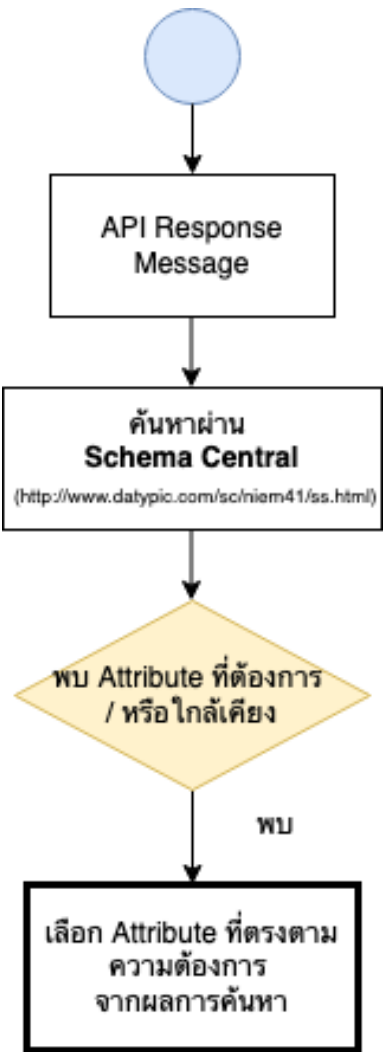 API Response
Message
ค้นหาผ่าน
Schema Central
(http://www.datypic.com/sc/niem41/ss.html)
พบ Attribute ที่ต้องการ
/ หรือใกล้เคียง
พบ
เลือก Attribute ที่ตรงตาม
ความต้องการ
จากผลการค้นหา